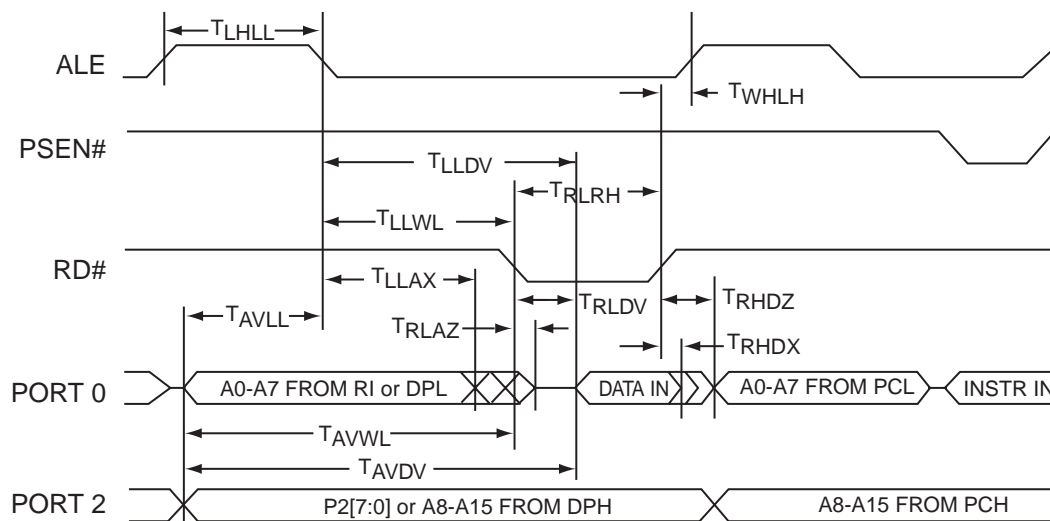 TLHLL
ALE
TWHLH
PSEN#
TLLDV
TRLRH
TLLWL
RD#
TLLAX
TAVLL
TRLDV
TRHDZ
TRLAZ
TRHDX
PORT 0
A0-A7 FROM RI or DPL
DATA IN
A0-A7 FROM PCL
INSTR IN
TAVWL
TAVDV
PORT 2
P2[7:0] or A8-A15 FROM DPH
A8-A15 FROM PCH